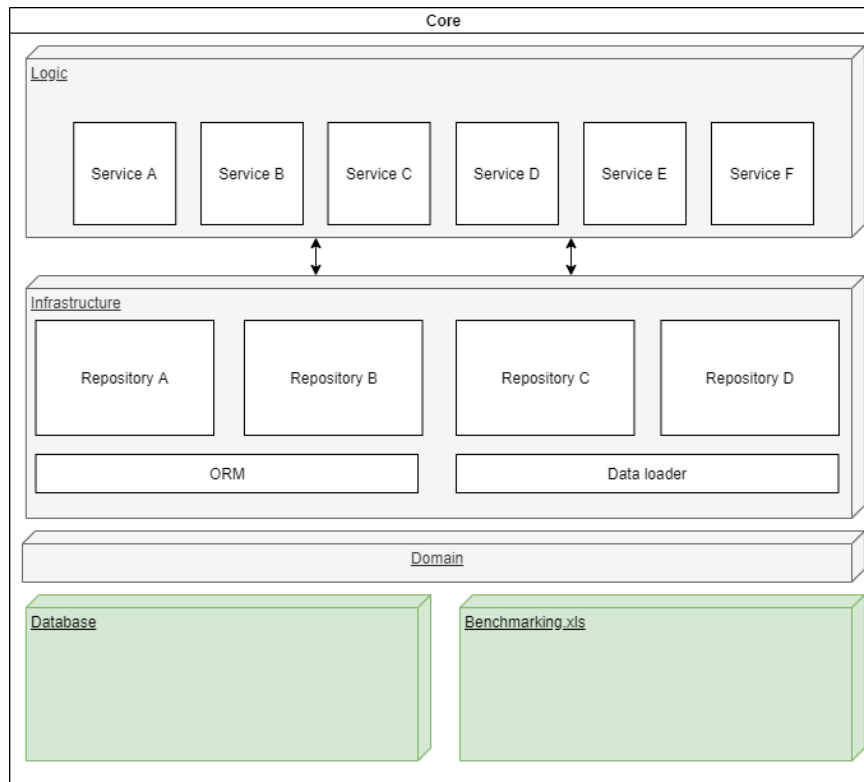 Core
Logic
Service A
Service B
Service C
Service D
Service E
Service F
Infrastructure
Repository A
Repository B
Repository C
Repository D
ORM
Data loader
Domain
Database
Benchmarking.xls